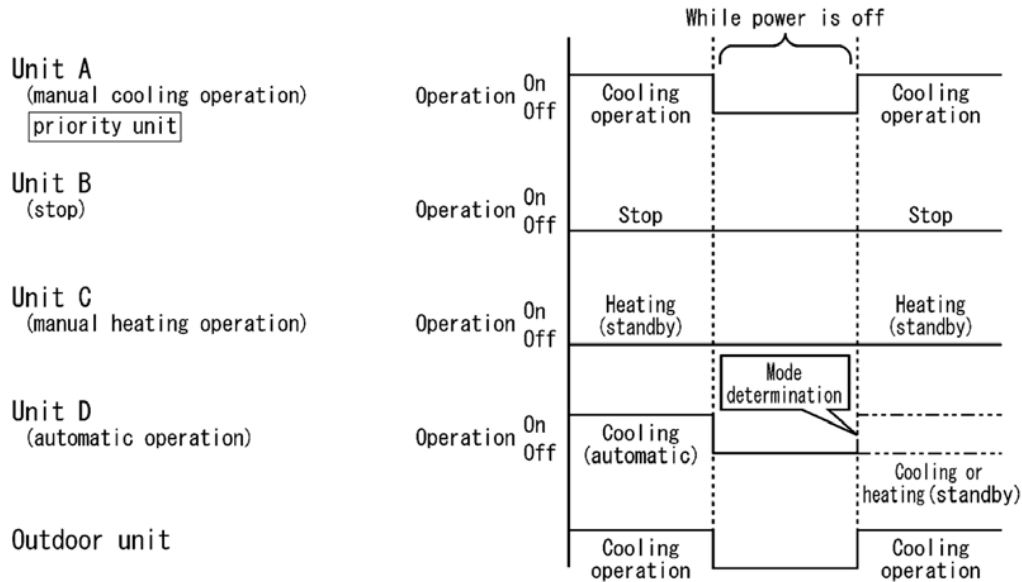 While power is off
Unit A
(manual cooling operation)
priority unit
Operation On
Off
Cooling
operation
Cooling
operation
Unit B
(stop)
Operation On
Off
Stop
Stop
Unit C
(manual heating operation)
Operation On
Off
Heating
(standby)
Heating
(standby)
Unit D
(automatic operation)
Operation On
Off
Cooling
(automatic)
Mode
determination
Cooling or
heating(standby)
Outdoor unit
Cooling
operation
Cooling
operation